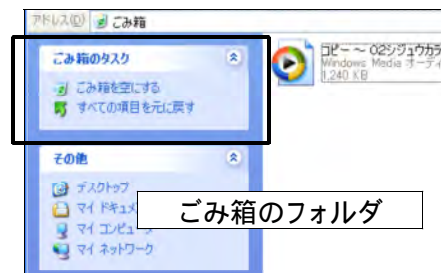 アドレス(D) ごみ箱
ごみ箱のタスク
ごみ箱を空にする
すべての項目を元に戻す
コピー ～ 02シジュウカラ
Windows Media オーディ
1,240 KB
その他
デスクトップ
マイ ドキュメ
マイ コンピュータ
マイ ネットワーク
ごみ箱のフォルダ